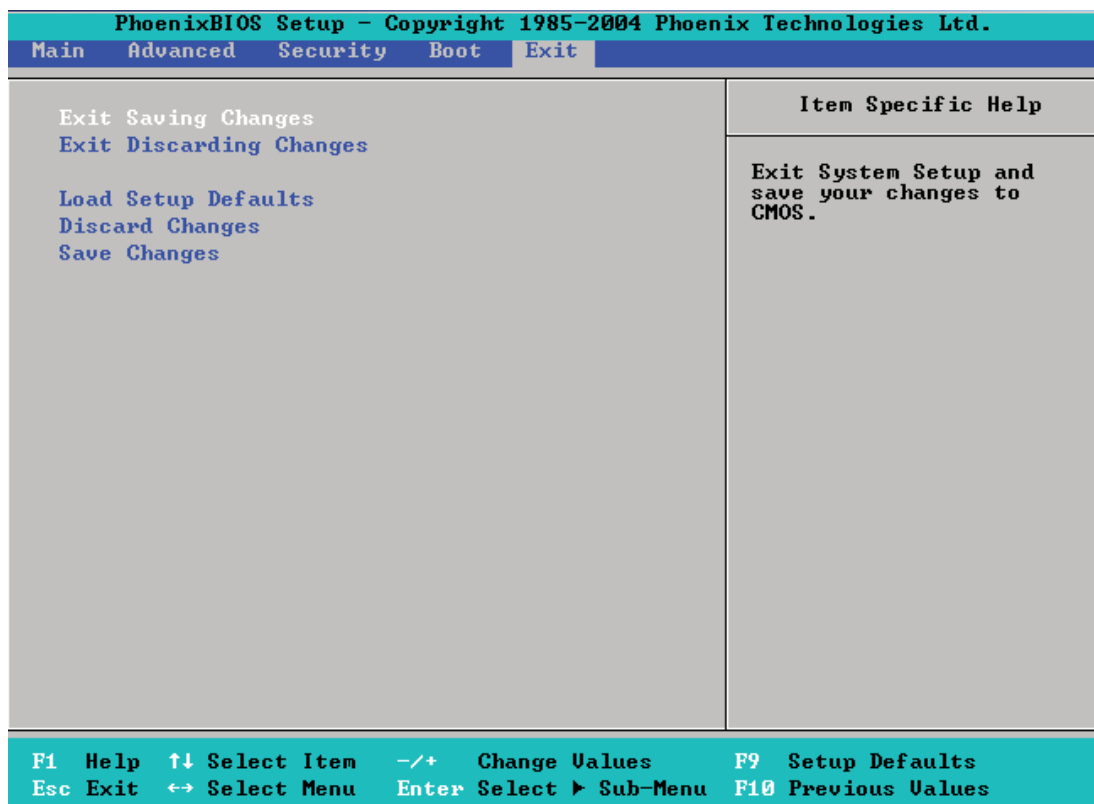 PhoenixBIOS Setup - Copyright 1985-2004 Phoenix Technologies Ltd.
Main Advanced Security Boot Exit
Exit Saving Changes
Exit Discarding Changes
Load Setup Defaults
Discard Changes
Save Changes
Item Specific Help
Exit System Setup and
save your changes to
CMOS.
F1 Help ↑↓ Select Item -/+ Change Values F9 Setup Defaults
Esc Exit ↔ Select Menu Enter Select ▶ Sub-Menu F10 Previous Values